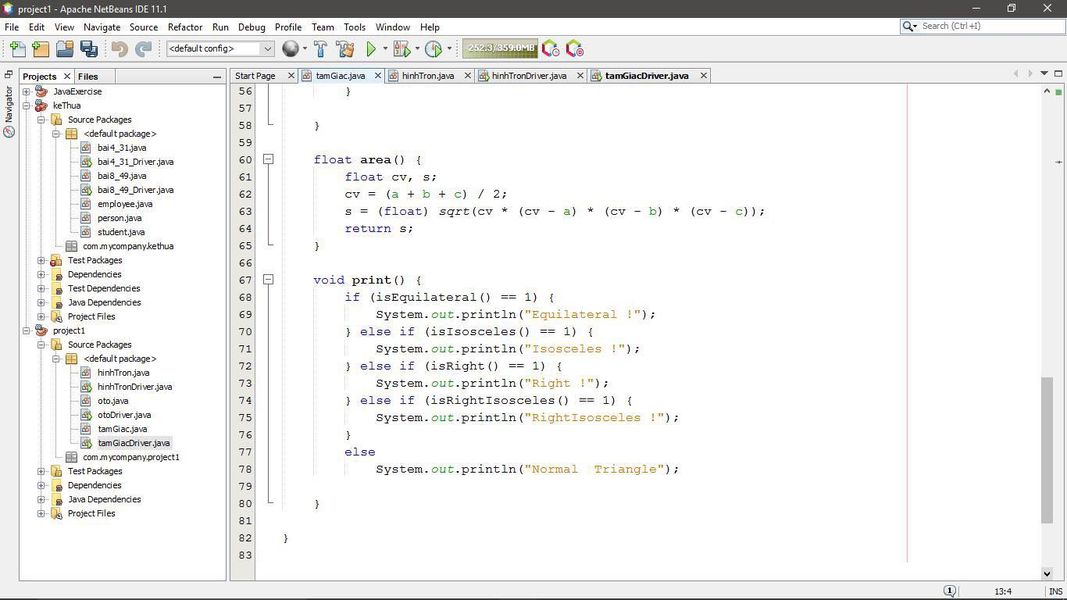 project1 - Apache NetBeans IDE 11.1
File Edit View Navigate Source Refactor Run Debug Profile Team Tools Window Help
Search (Ctrl+I)
<default config>
252.3/359.0MB
Projects Files
Navigator
JavaExercise
keThua
Source Packages
<default package>
bai4_31.java
bai4_31_Driver.java
bai8_49.java
bai8_49_Driver.java
employee.java
person.java
student.java
com.mycompany.kethua
Test Packages
Dependencies
Test Dependencies
Java Dependencies
Project Files
project1
Source Packages
<default package>
hinhTron.java
hinhTronDriver.java
oto.java
otoDriver.java
tamGiac.java
tamGiacDriver.java
com.mycompany.project1
Test Packages
Dependencies
Java Dependencies
Project Files
Start Page tamGiac.java hinhTron.java hinhTronDriver.java tamGiacDriver.java
56 }
57
58 }
59
60 float area() {
61 float cv, s;
62 cv = (a + b + c) / 2;
63 s = (float) sqrt(cv * (cv - a) * (cv - b) * (cv - c));
64 return s;
65 }
66
67 void print() {
68 if (isEquilateral() == 1) {
69 System.out.println("Equilateral !");
70 } else if (isIsosceles() == 1) {
71 System.out.println("Isosceles !");
72 } else if (isRight() == 1) {
73 System.out.println("Right !");
74 } else if (isRightIsosceles() == 1) {
75 System.out.println("RightIsosceles !");
76 }
77 else
78 System.out.println("Normal  Triangle");
79
80 }
81
82 }
83
1 13:4 INS